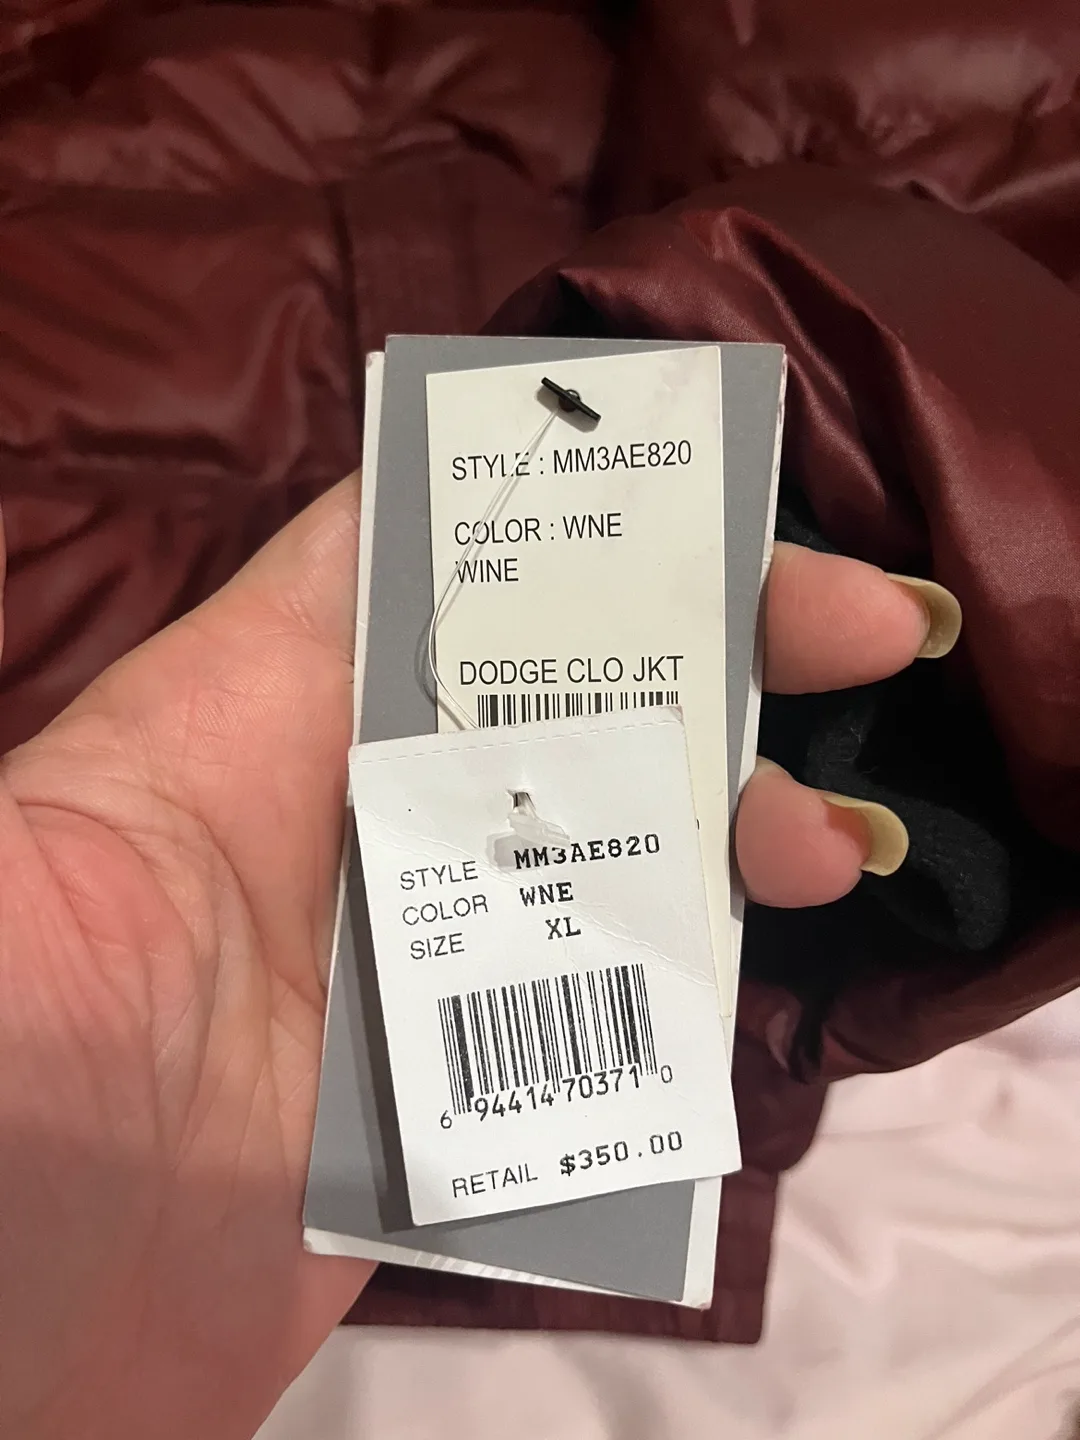 STYLE : MM3AE820
COLOR : WNE
WINE
DODGE CLO JKT
STYLE MM3AE820
COLOR WNE
SIZE XL
6 94414 70371 0
RETAIL $350.00